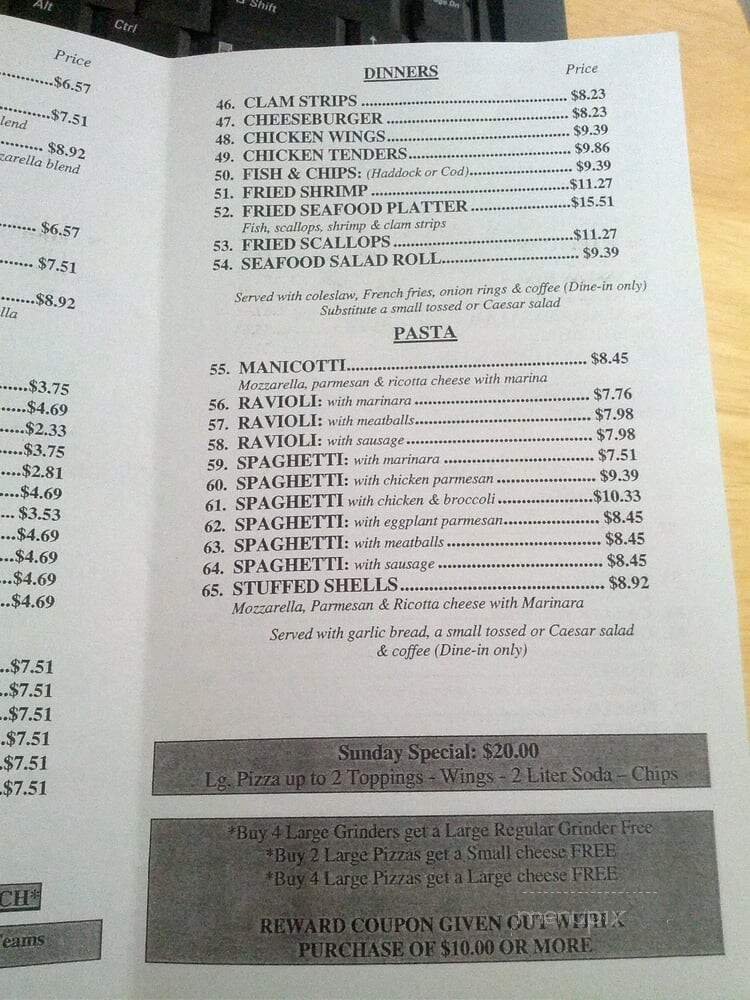 Alt
Ctrl
Shift
Price
$6.57
$7.51
lend
$8.92
zarella blend
$6.57
$7.51
$8.92
lla
$3.75
$4.69
$2.33
$3.75
$2.81
$4.69
$3.53
$4.69
$4.69
$4.69
$4.69
$7.51
$7.51
$7.51
$7.51
$7.51
$7.51
CH*
Teams
DINNERS Price
46. CLAM STRIPS $8.23
47. CHEESEBURGER $8.23
48. CHICKEN WINGS $9.39
49. CHICKEN TENDERS $9.86
50. FISH & CHIPS: (Haddock or Cod) $9.39
51. FRIED SHRIMP $11.27
52. FRIED SEAFOOD PLATTER $15.51
Fish, scallops, shrimp & clam strips
53. FRIED SCALLOPS $11.27
54. SEAFOOD SALAD ROLL $9.39
Served with coleslaw, French fries, onion rings & coffee (Dine-in only)
Substitute a small tossed or Caesar salad
PASTA
55. MANICOTTI $8.45
Mozzarella, parmesan & ricotta cheese with marina
56. RAVIOLI: with marinara $7.76
57. RAVIOLI: with meatballs $7.98
58. RAVIOLI: with sausage $7.98
59. SPAGHETTI: with marinara $7.51
60. SPAGHETTI: with chicken parmesan $9.39
61. SPAGHETTI with chicken & broccoli $10.33
62. SPAGHETTI: with eggplant parmesan $8.45
63. SPAGHETTI: with meatballs $8.45
64. SPAGHETTI: with sausage $8.45
65. STUFFED SHELLS $8.92
Mozzarella, Parmesan & Ricotta cheese with Marinara
Served with garlic bread, a small tossed or Caesar salad
& coffee (Dine-in only)
Sunday Special: $20.00
Lg. Pizza up to 2 Toppings - Wings - 2 Liter Soda – Chips
*Buy 4 Large Grinders get a Large Regular Grinder Free
*Buy 2 Large Pizzas get a Small cheese FREE
*Buy 4 Large Pizzas get a Large cheese FREE
menupix
REWARD COUPON GIVEN OUT WITH A
PURCHASE OF $10.00 OR MORE